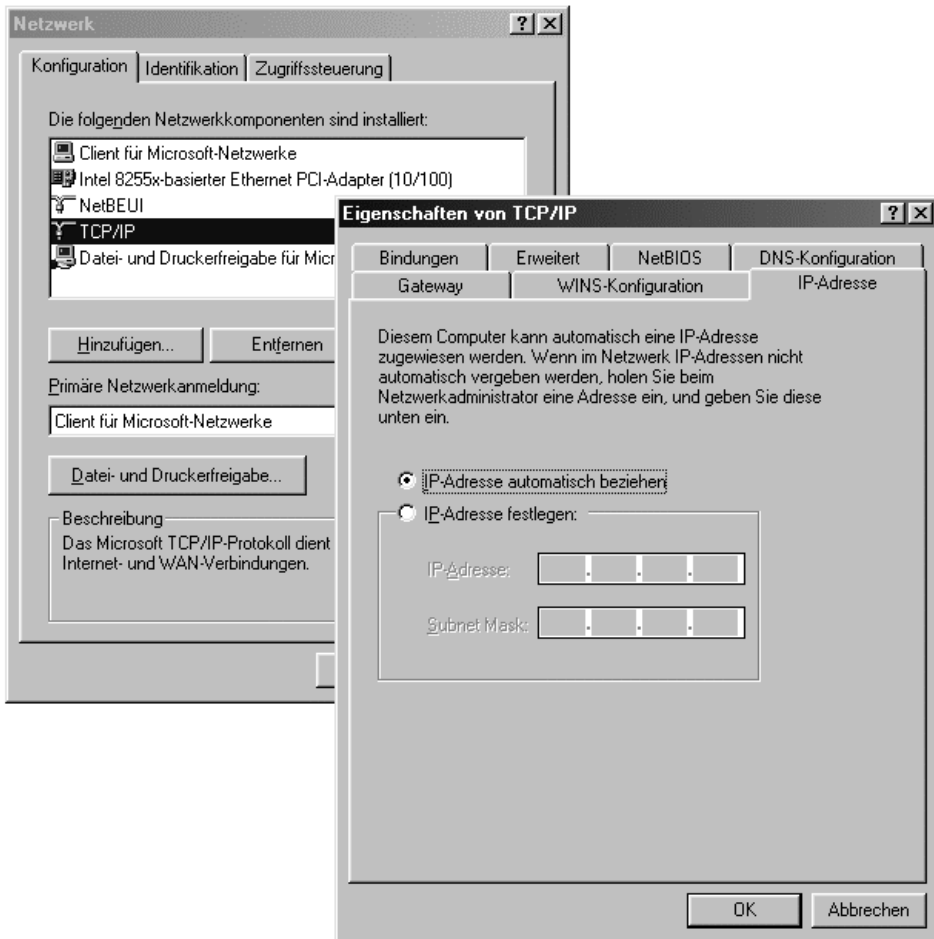 Netzwerk
Konfiguration
Identifikation
Zugriffssteuerung
Die folgenden Netzwerkkomponenten sind installiert:
Client für Microsoft-Netzwerke
Intel 8255x-basierter Ethernet PCI-Adapter (10/100)
NetBEUI
TCP/IP
Datei- und Druckerfreigabe für Micr
Hinzufügen...
Entfernen
Primäre Netzwerkanmeldung:
Client für Microsoft-Netzwerke
Datei- und Druckerfreigabe...
Beschreibung
Das Microsoft TCP/IP-Protokoll dient
Internet- und WAN-Verbindungen.
Eigenschaften von TCP/IP
Bindungen
Erweitert
NetBIOS
DNS-Konfiguration
Gateway
WINS-Konfiguration
IP-Adresse
Diesem Computer kann automatisch eine IP-Adresse
zugewiesen werden. Wenn im Netzwerk IP-Adressen nicht
automatisch vergeben werden, holen Sie beim
Netzwerkadministrator eine Adresse ein, und geben Sie diese
unten ein.
IP-Adresse automatisch beziehen
IP-Adresse festlegen:
IP-Adresse:
Subnet Mask:
OK
Abbrechen